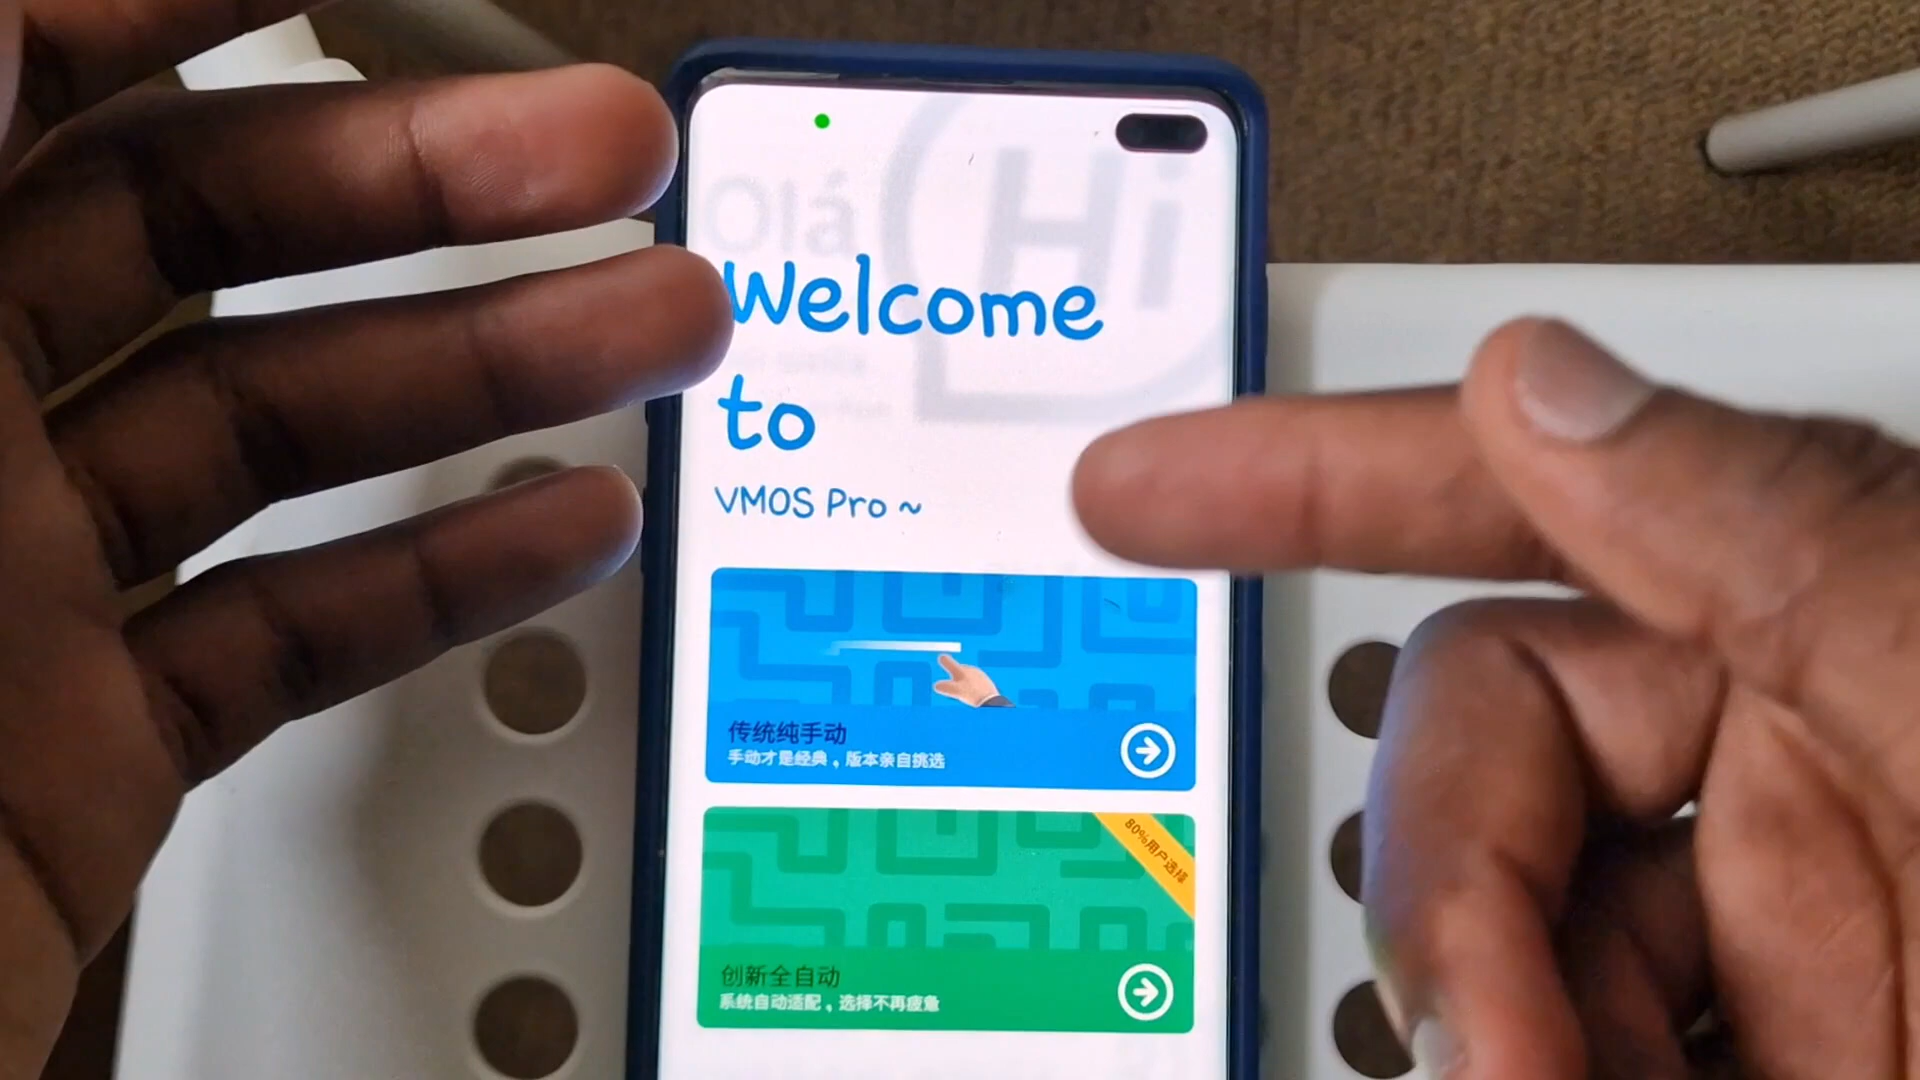 Olá
Hi
Welcome
to
VMOS Pro ~
传统纯手动
手动才是经典，版本亲自挑选
80%用户选择
创新全自动
系统自动适配，选择不再疲惫